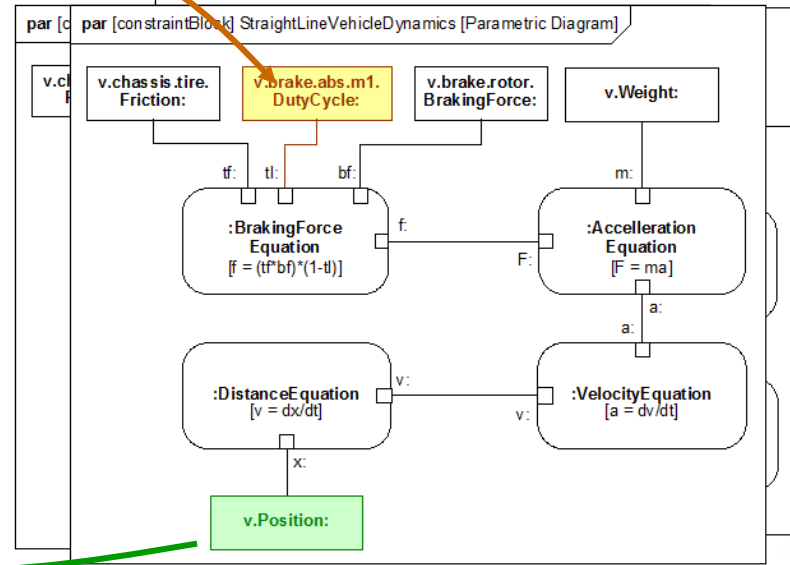 par [c
par [constraintBlock] StraightLineVehicleDynamics [Parametric Diagram]
v.ch
v.chassis.tire.
Friction:
v.brake.abs.m1.
DutyCycle:
v.brake.rotor.
BrakingForce:
v.Weight:
tf:
tl:
bf:
m:
:BrakingForce
Equation
[f = (tf*bf)*(1-tl)]
f:
F:
:Accelleration
Equation
[F = ma]
a:
a:
:DistanceEquation
[v = dx/dt]
v:
v:
:VelocityEquation
[a = dv/dt]
x:
v.Position: